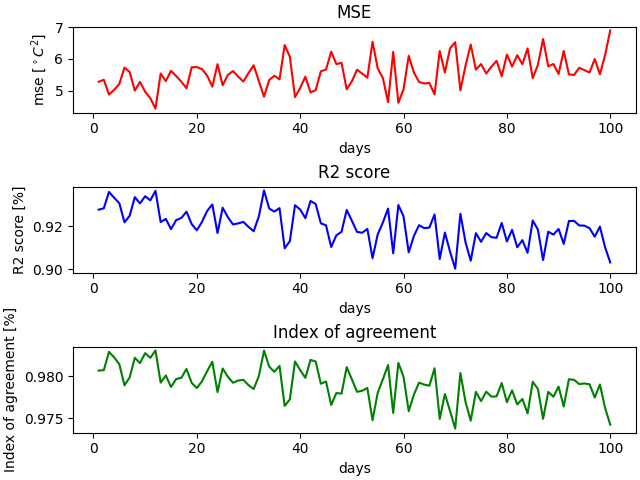 MSE
mse [$^\circ C^2$]
7
6
5
0 20 40 60 80 100
days
R2 score
R2 score [%]
0.92
0.90
0 20 40 60 80 100
days
Index of agreement
Index of agreement [%]
0.980
0.975
0 20 40 60 80 100
days